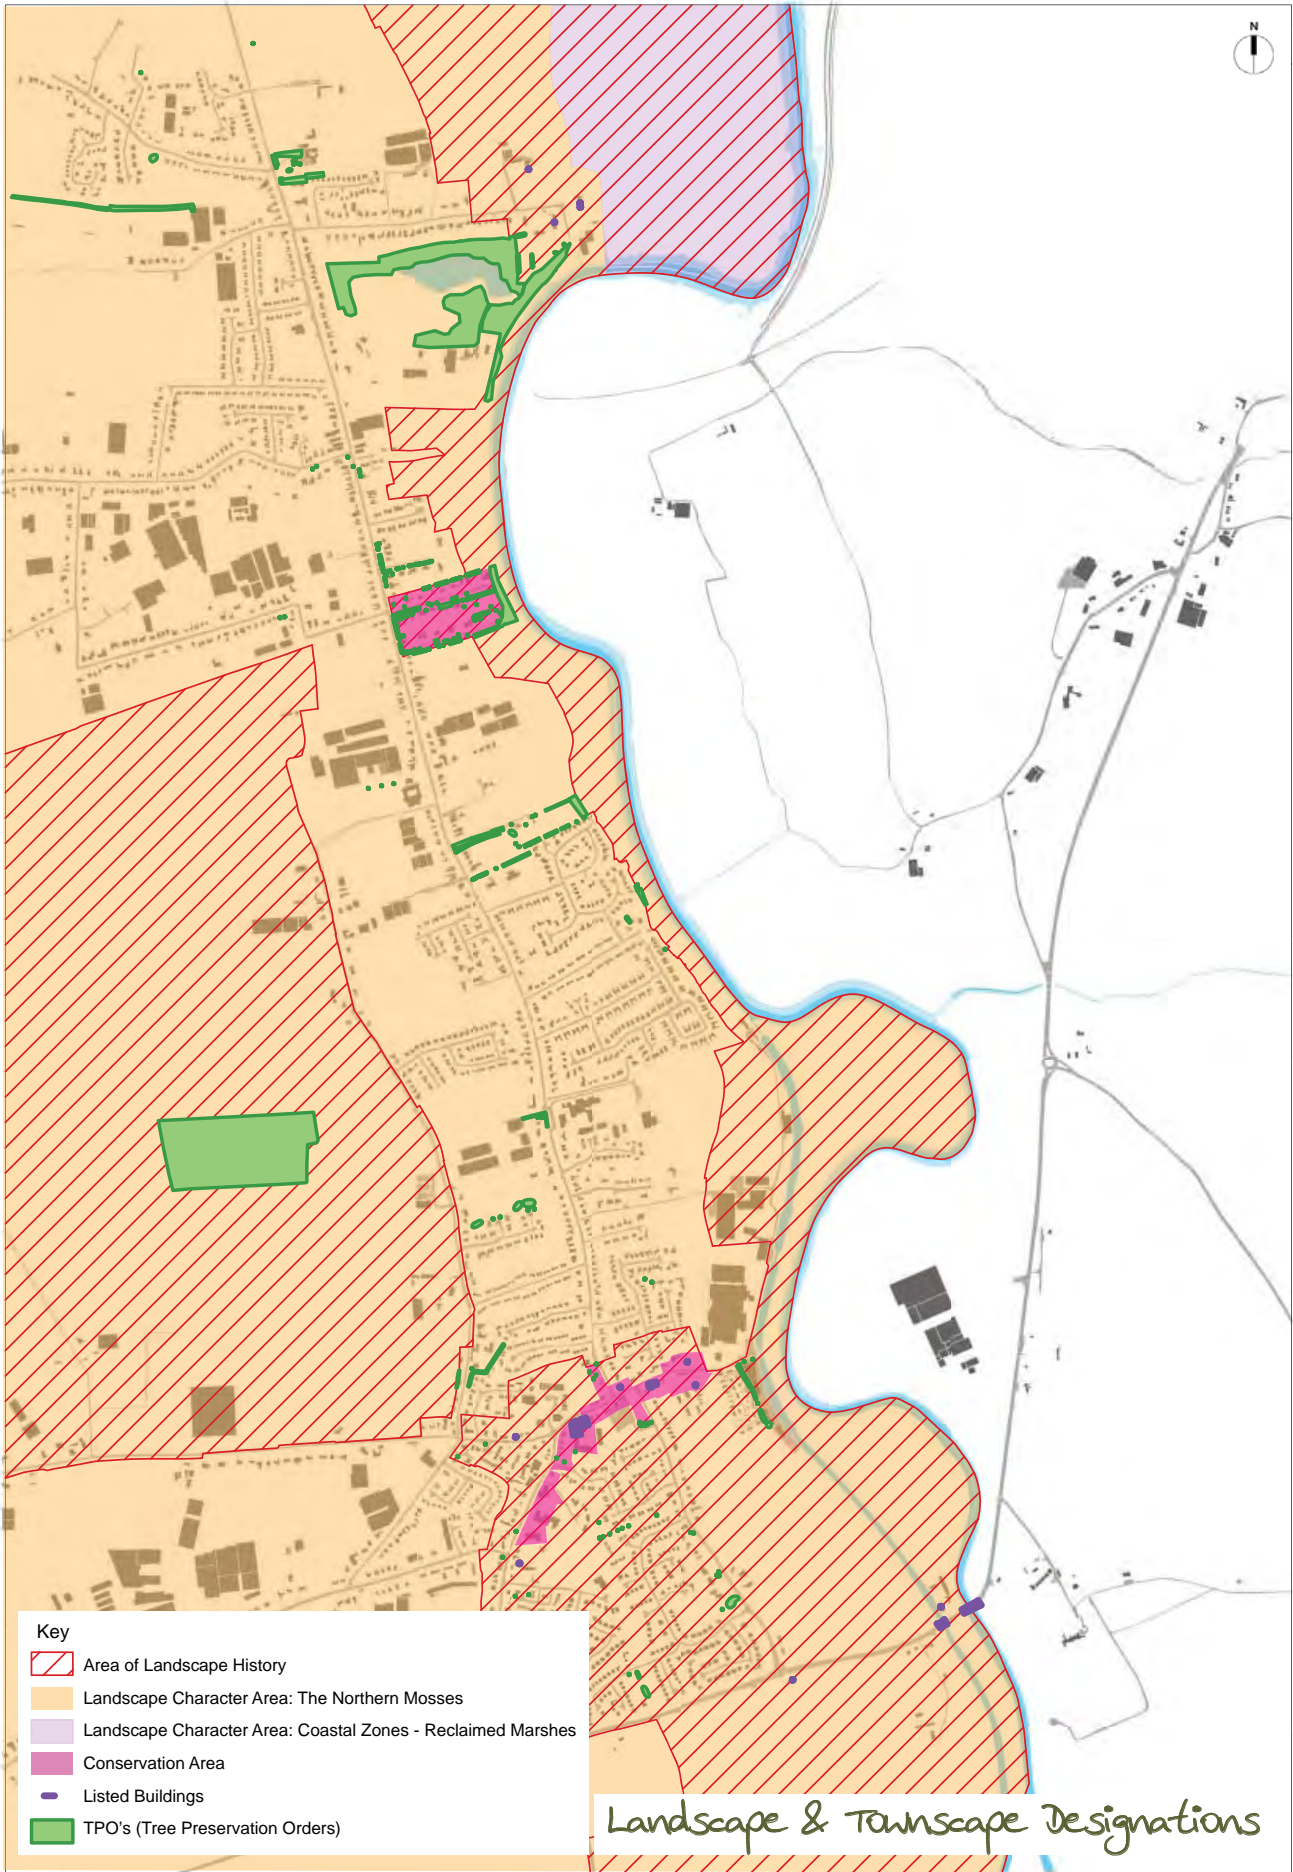 N
Key
Area of Landscape History
Landscape Character Area: The Northern Mosses
Landscape Character Area: Coastal Zones - Reclaimed Marshes
Conservation Area
Listed Buildings
TPO's (Tree Preservation Orders)
Landscape & Townscape Designations